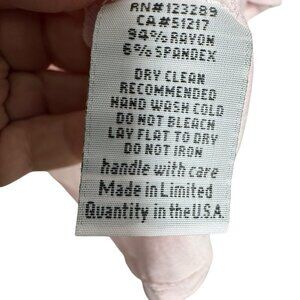 RN#123289
CA#51217
94% RAYON
6% SPANDEX
DRY CLEAN
RECOMMENDED
HAND WASH COLD
DO NOT BLEACH
LAY FLAT TO DRY
DO NOT IRON
handle with care
Made in Limited
Quantity in the U.S.A.